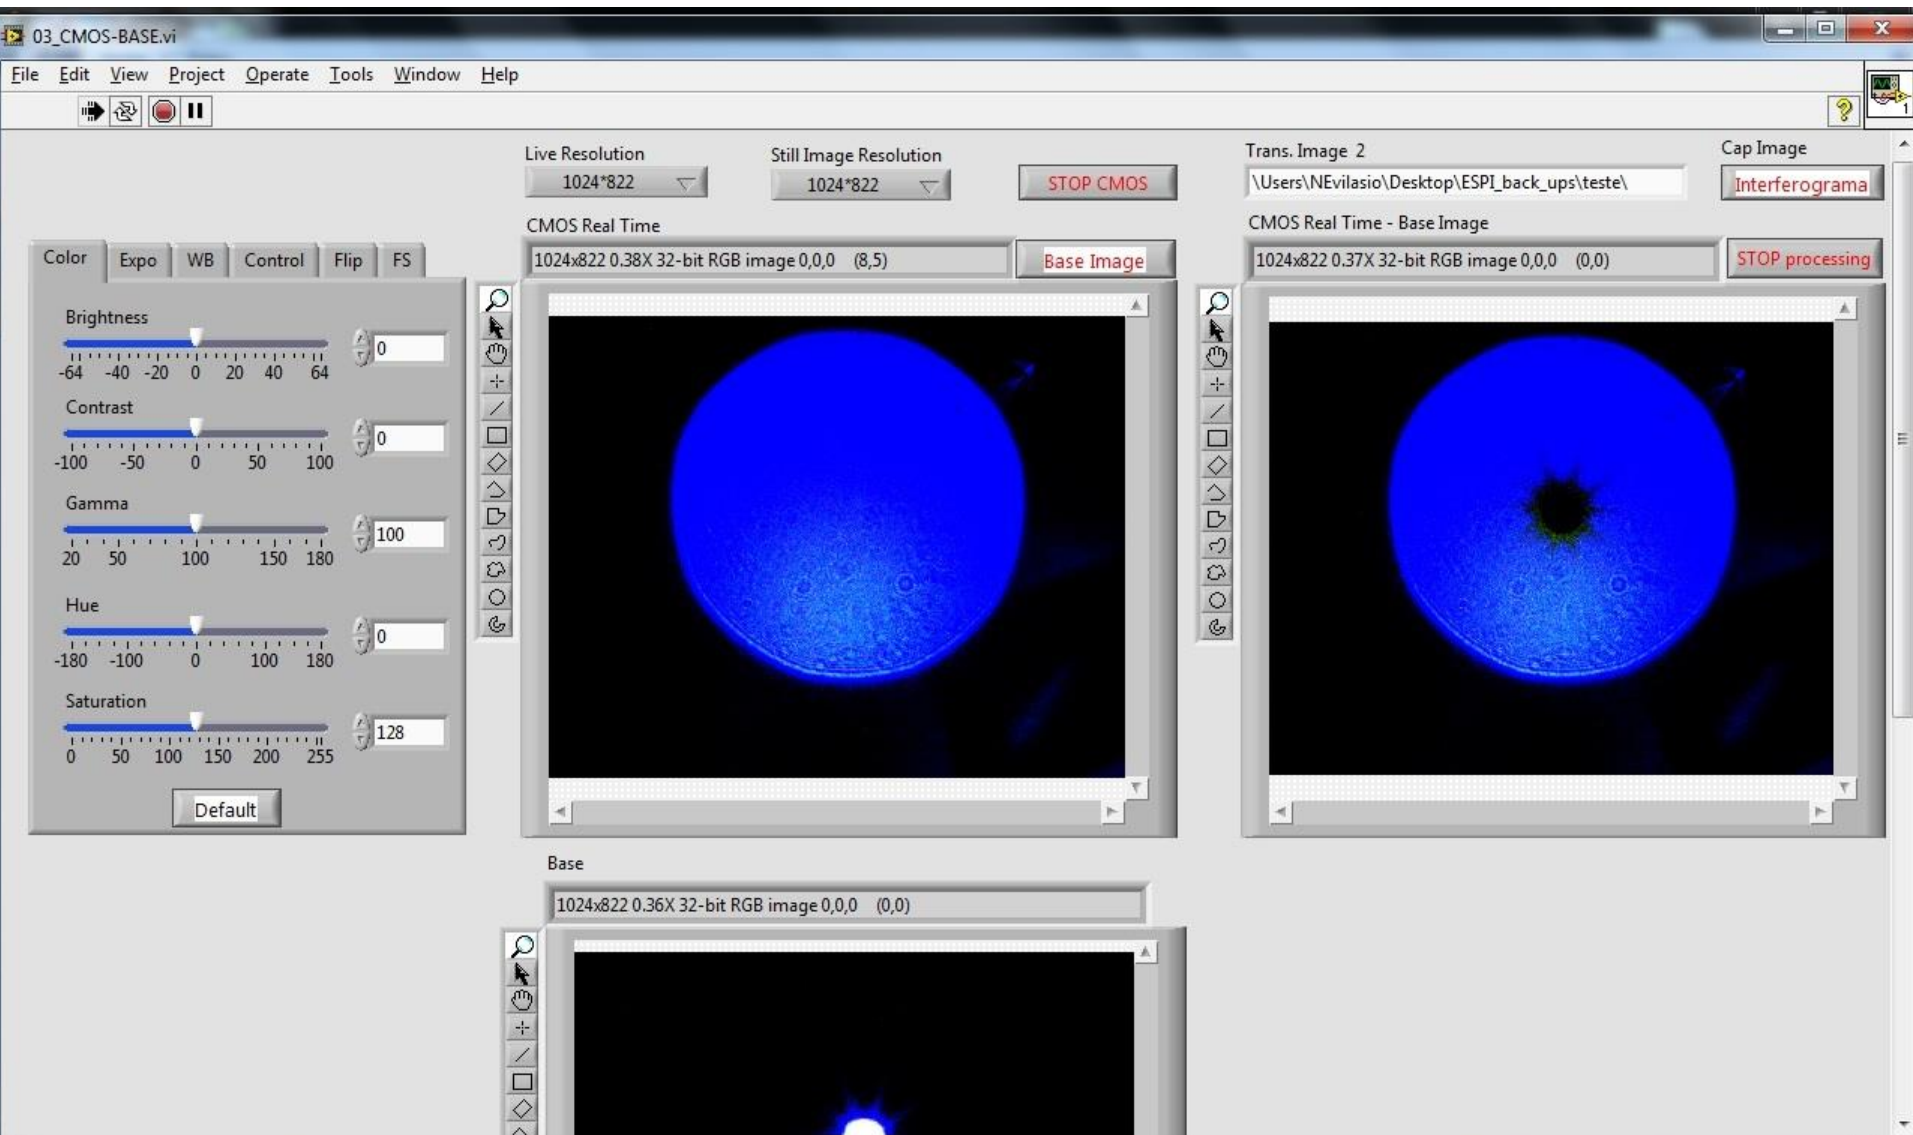 03_CMOS-BASE.vi
File Edit View Project Operate Tools Window Help
1
Live Resolution
1024*822
Still Image Resolution
1024*822
STOP CMOS
Trans. Image 2
\Users\NEvilasio\Desktop\ESPI_back_ups\teste\
Cap Image
Interferograma
CMOS Real Time
1024x822 0.38X 32-bit RGB image 0,0,0 (8,5)
Base Image
CMOS Real Time - Base Image
1024x822 0.37X 32-bit RGB image 0,0,0 (0,0)
STOP processing
Color Expo WB Control Flip FS
Brightness
0
-64 -40 -20 0 20 40 64
Contrast
0
-100 -50 0 50 100
Gamma
100
20 50 100 150 180
Hue
0
-180 -100 0 100 180
Saturation
128
0 50 100 150 200 255
Default
Base
1024x822 0.36X 32-bit RGB image 0,0,0 (0,0)